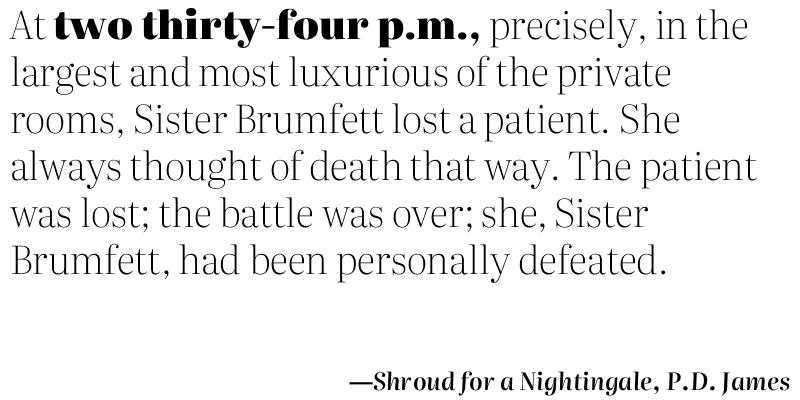 At two thirty-four p.m., precisely, in the
largest and most luxurious of the private
rooms, Sister Brumfett lost a patient. She
always thought of death that way. The patient
was lost; the battle was over; she, Sister
Brumfett, had been personally defeated.
—Shroud for a Nightingale, P.D. James